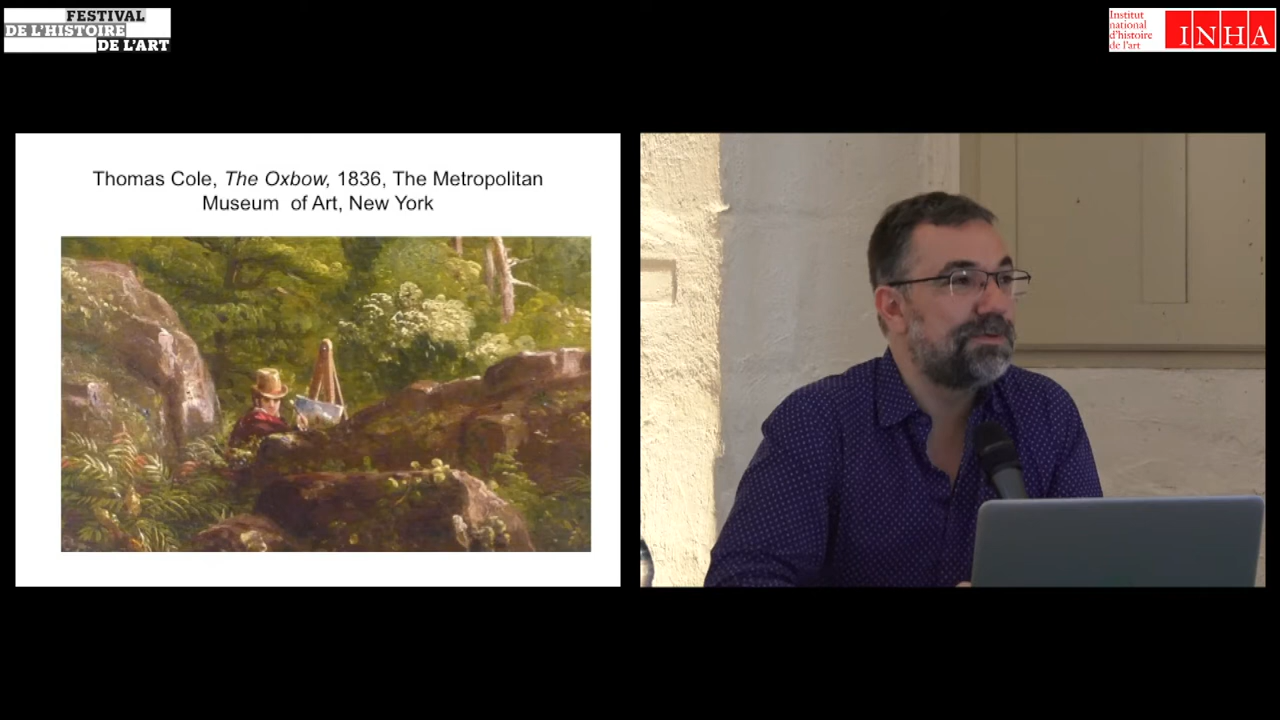 FESTIVAL
DE L'HISTOIRE
DE L'ART
Institut
national
d'histoire
de l'art
INHA
Thomas Cole, The Oxbow, 1836, The Metropolitan
Museum of Art, New York